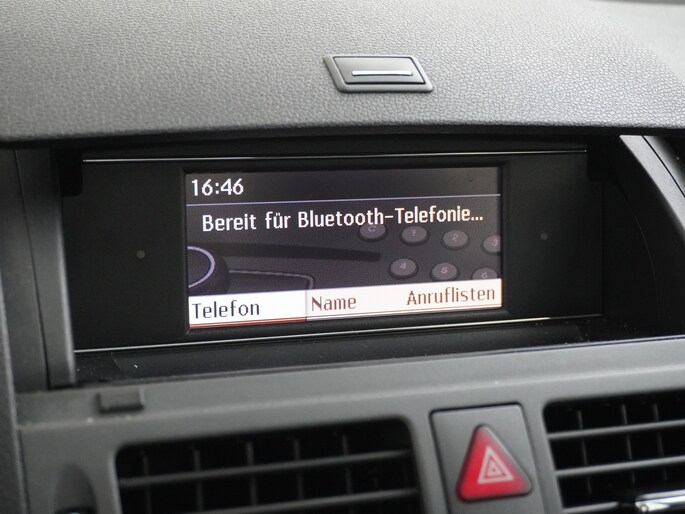 16:46
Bereit für Bluetooth-Telefonie...
Telefon Name Anruflisten